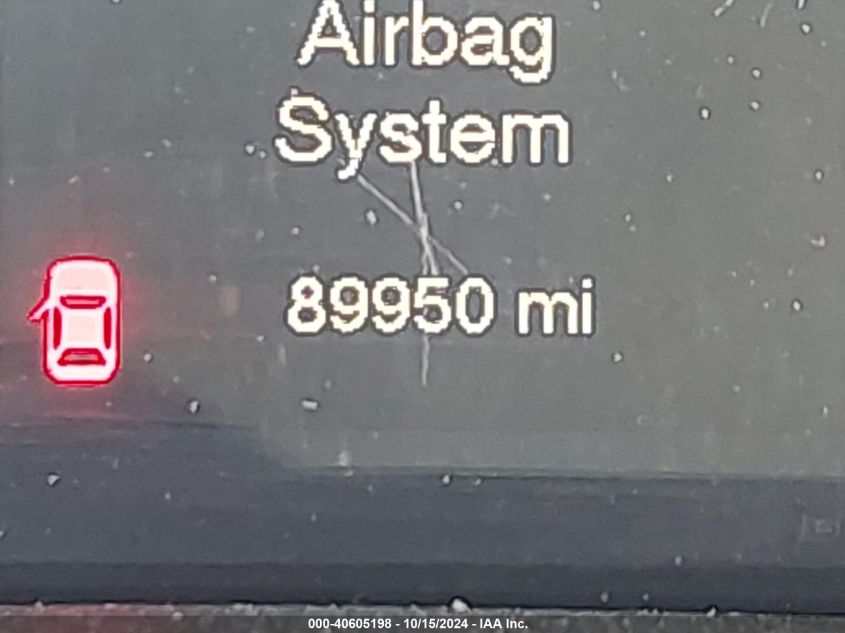 Airbag
System
89950 mi
000-40605198 - 10/15/2024 - IAA Inc.